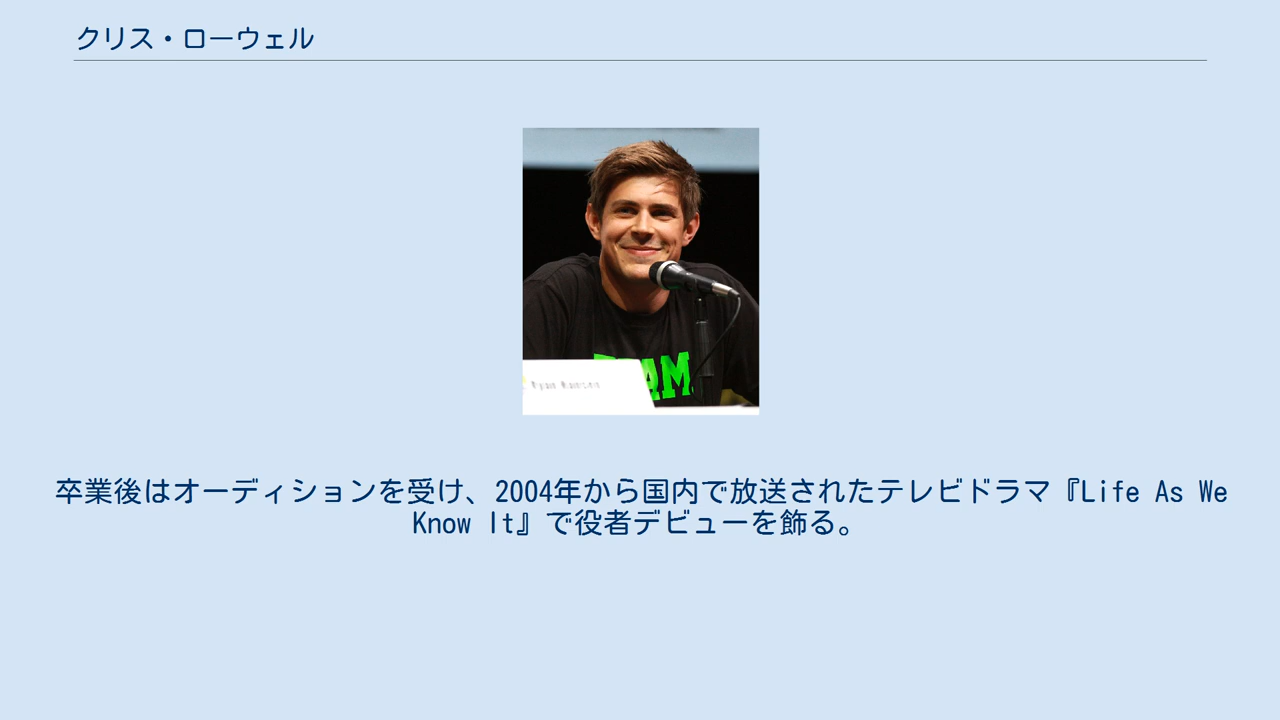 クリス・ローウェル
AM
Ryan Hansen
卒業後はオーディションを受け、2004年から国内で放送されたテレビドラマ『Life As We
Know It』で役者デビューを飾る。